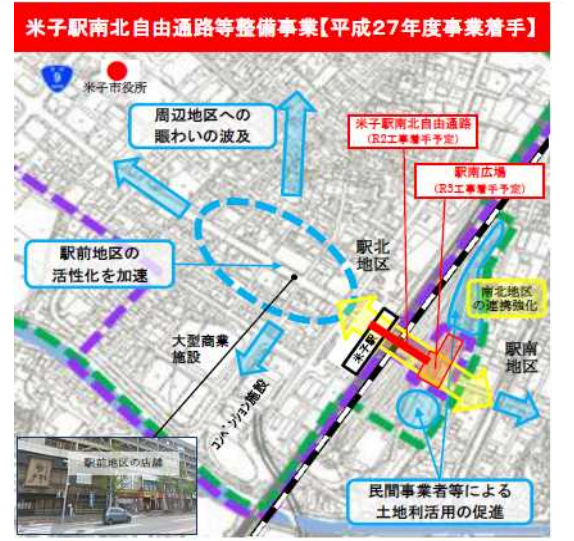 米子駅南北自由通路等整備事業【平成27年度事業着手】
9
米子市役所
周辺地区への
賑わいの波及
米子駅南北自由通路
(R2工事着手予定)
駅南広場
(R3工事着手予定)
駅前地区の
活性化を加速
駅北
地区
南北地区
の連携強化
大型商業
施設
米子駅
駅南
地区
コンベンション施設
駅前地区の店舗
民間事業者等による
土地利活用の促進